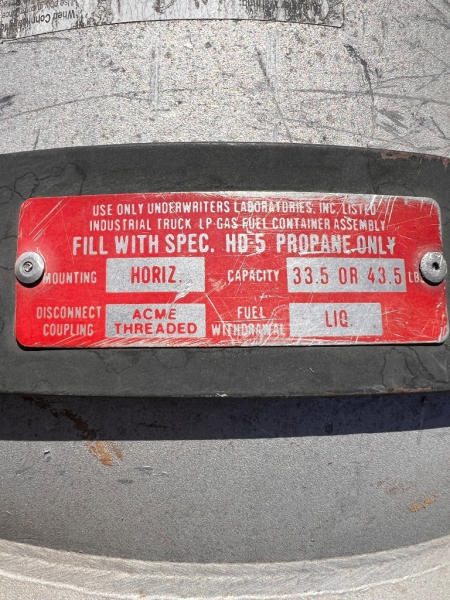 USE ONLY UNDERWRITERS LABORATORIES, INC. LISTED
INDUSTRIAL TRUCK LP-GAS FUEL CONTAINER ASSEMBLY
FILL WITH SPEC. HD-5 PROPANE ONLY
MOUNTING HORIZ. CAPACITY 33.5 OR 43.5 LB
DISCONNECT COUPLING ACME THREADED FUEL WITHDRAWAL LIQ.